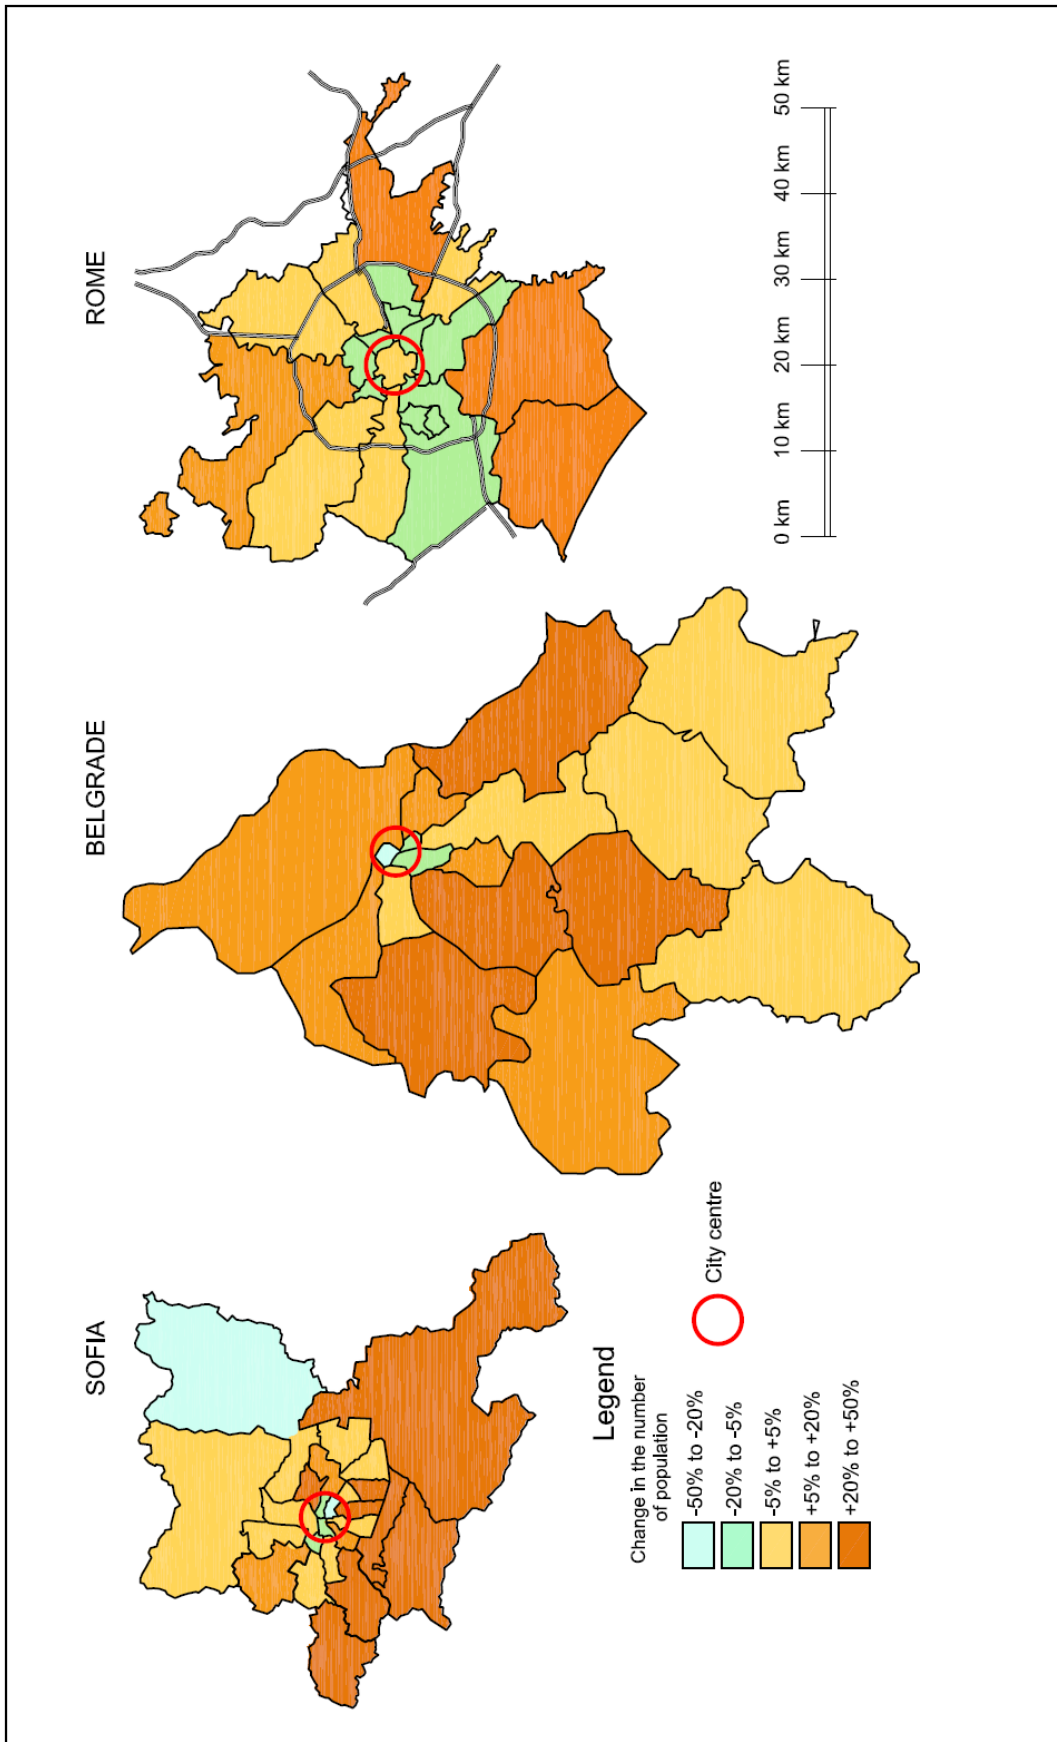 SOFIA
BELGRADE
ROME
Legend
Change in the number
of population
-50% to -20%
-20% to -5%
-5% to +5%
+5% to +20%
+20% to +50%
City centre
0 km
10 km
20 km
30 km
40 km
50 km